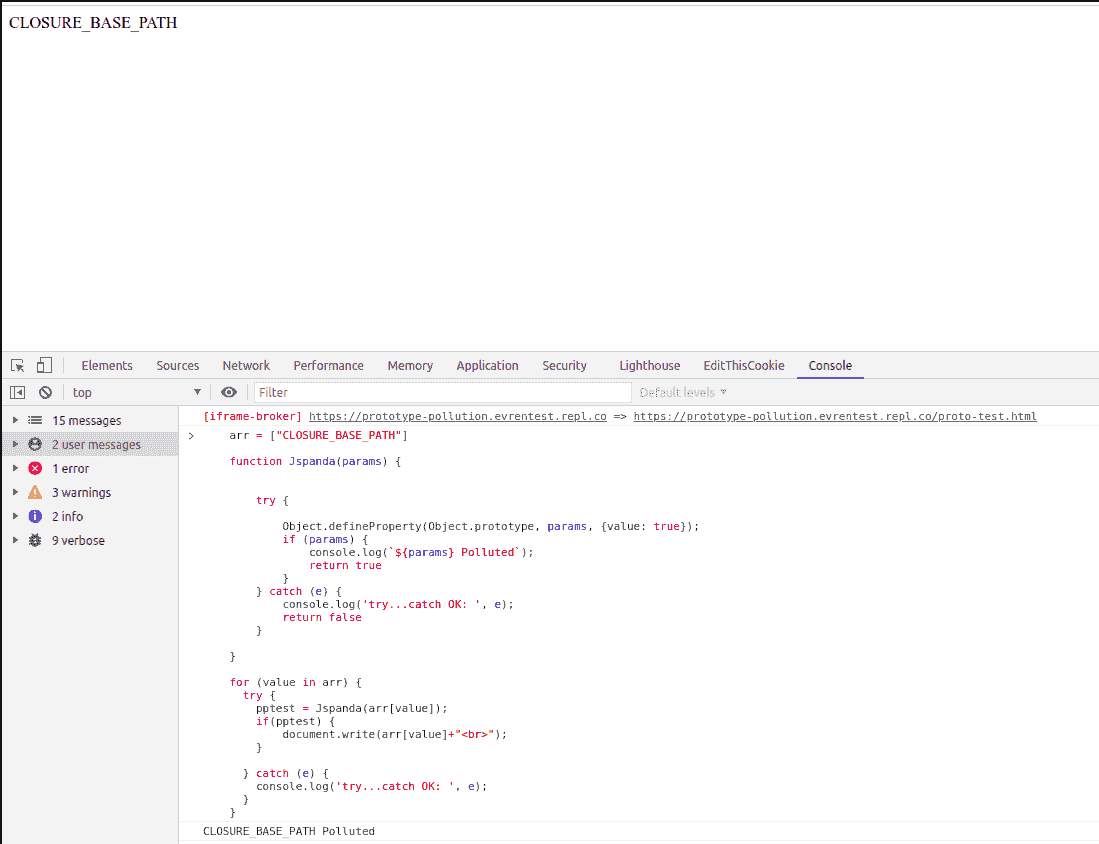 CLOSURE_BASE_PATH
Elements Sources Network Performance Memory Application Security Lighthouse EditThisCookie Console
top Filter Default levels
15 messages
2 user messages
1 error
3 warnings
2 info
9 verbose
[iframe-broker] https://prototype-pollution.evrentest.repl.co => https://prototype-pollution.evrentest.repl.co/proto-test.html
> arr = ["CLOSURE_BASE_PATH"]
function Jspanda(params) {
try {
Object.defineProperty(Object.prototype, params, {value: true});
if (params) {
console.log(`${params} Polluted`);
return true
}
} catch (e) {
console.log('try...catch OK: ', e);
return false
}
}
for (value in arr) {
try {
pptest = Jspanda(arr[value]);
if(pptest) {
document.write(arr[value]+"<br>");
}
} catch (e) {
console.log('try...catch OK: ', e);
}
}
CLOSURE_BASE_PATH Polluted